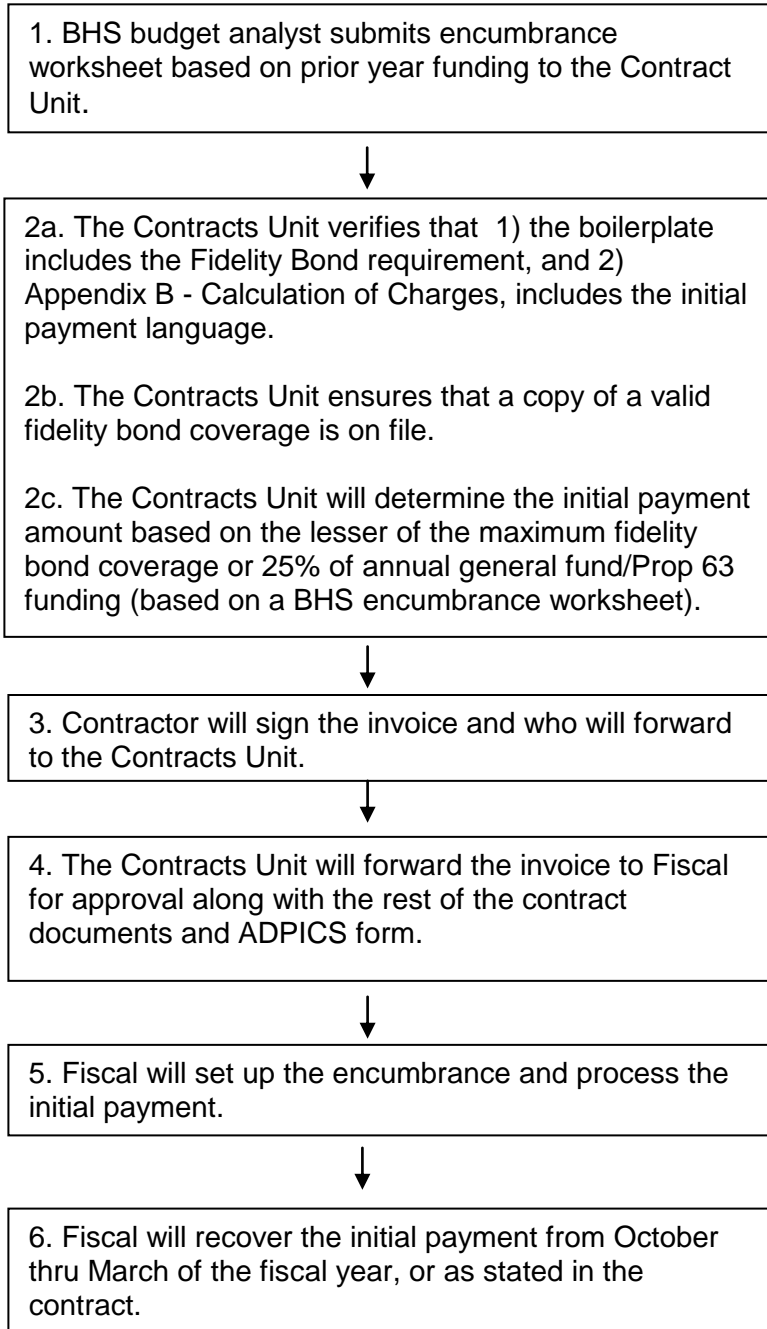 1. BHS budget analyst submits encumbrance
worksheet based on prior year funding to the Contract
Unit.
2a. The Contracts Unit verifies that  1) the boilerplate
includes the Fidelity Bond requirement, and 2)
Appendix B - Calculation of Charges, includes the initial
payment language.
2b. The Contracts Unit ensures that a copy of a valid
fidelity bond coverage is on file.
2c. The Contracts Unit will determine the initial payment
amount based on the lesser of the maximum fidelity
bond coverage or 25% of annual general fund/Prop 63
funding (based on a BHS encumbrance worksheet).
3. Contractor will sign the invoice and who will forward
to the Contracts Unit.
4. The Contracts Unit will forward the invoice to Fiscal
for approval along with the rest of the contract
documents and ADPICS form.
5. Fiscal will set up the encumbrance and process the
initial payment.
6. Fiscal will recover the initial payment from October
thru March of the fiscal year, or as stated in the
contract.